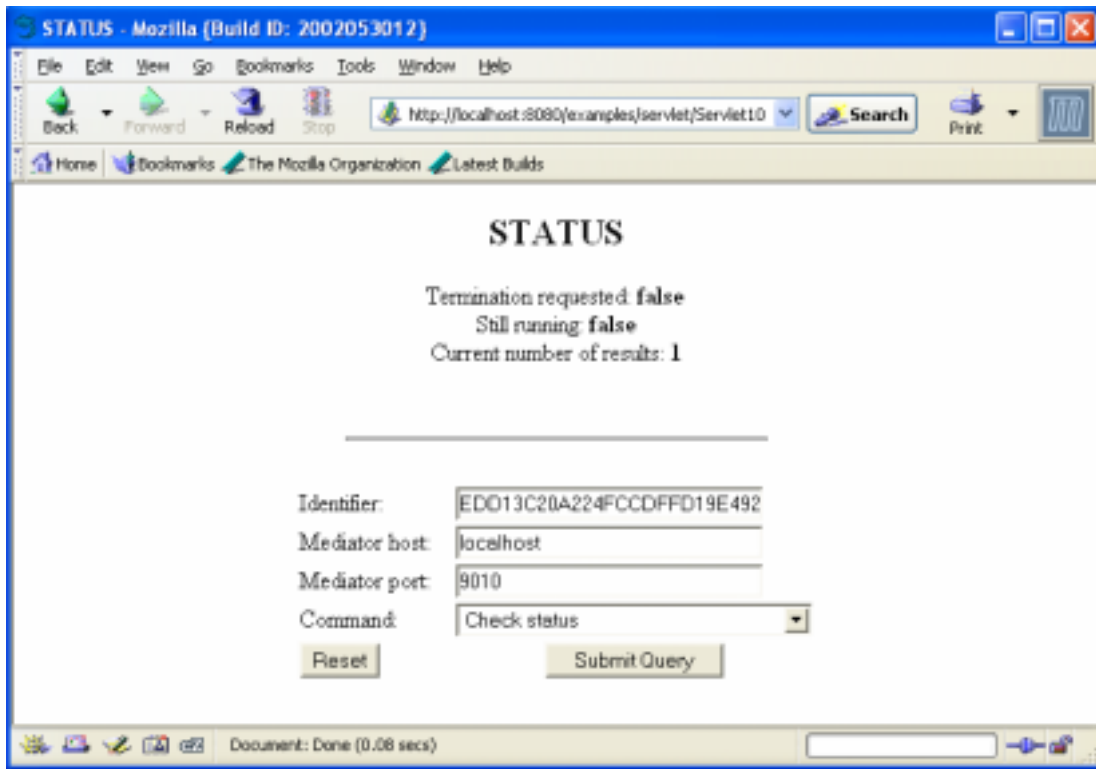 STATUS - Mozilla {Build ID: 2002053012}
File Edit View Go Bookmarks Tools Window Help
Back Forward Reload Stop http://localhost:8080/examples/servlet/Servlet10 Search Print
Home Bookmarks The Mozilla Organization Latest Builds
STATUS
Termination requested: false
Still running: false
Current number of results: 1
Identifier: EDD13C20A224FCCDFFD19E492
Mediator host: localhost
Mediator port: 9010
Command: Check status
Reset Submit Query
Document: Done (0.08 secs)